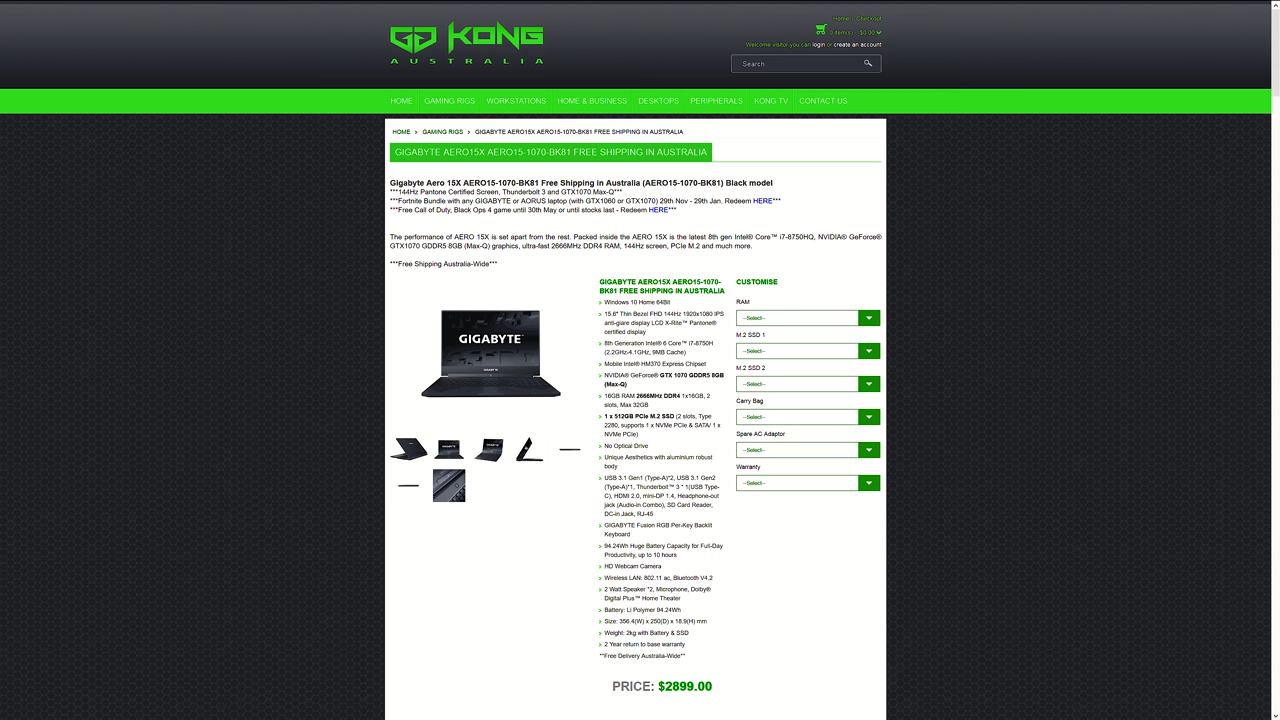 GG KONG
AUSTRALIA
Home Checkout
0 item(s) - $0.00
Welcome visitor you can login or create an account
Search
HOME
GAMING RIGS
WORKSTATIONS
HOME & BUSINESS
DESKTOPS
PERIPHERALS
KONG TV
CONTACT US
HOME > GAMING RIGS > GIGABYTE AERO15X AERO15-1070-BK81 FREE SHIPPING IN AUSTRALIA
GIGABYTE AERO15X AERO15-1070-BK81 FREE SHIPPING IN AUSTRALIA
Gigabyte Aero 15X AERO15-1070-BK81 Free Shipping in Australia (AERO15-1070-BK81) Black model
***144Hz Pantone Certified Screen, Thunderbolt 3 and GTX1070 Max-Q***
***Fortnite Bundle with any GIGABYTE or AORUS laptop (with GTX1060 or GTX1070) 29th Nov - 29th Jan. Redeem HERE***
***Free Call of Duty, Black Ops 4 game until 30th May or until stocks last - Redeem HERE***
The performance of AERO 15X is set apart from the rest. Packed inside the AERO 15X is the latest 8th gen Intel® Core™ i7-8750HQ, NVIDIA® GeForce®
GTX1070 GDDR5 8GB (Max-Q) graphics, ultra-fast 2666MHz DDR4 RAM, 144Hz screen, PCIe M.2 and much more.
***Free Shipping Australia-Wide***
GIGABYTE
GIGABYTE
GIGABYTE AERO15X AERO15-1070-
BK81 FREE SHIPPING IN AUSTRALIA
Windows 10 Home 64Bit
15.6" Thin Bezel FHD 144Hz 1920x1080 IPS
anti-glare display LCD X-Rite™ Pantone®
certified display
8th Generation Intel® 6 Core™ i7-8750H
(2.2GHz-4.1GHz, 9MB Cache)
Mobile Intel® HM370 Express Chipset
NVIDIA® GeForce® GTX 1070 GDDR5 8GB
(Max-Q)
16GB RAM 2666MHz DDR4 1x16GB, 2
slots, Max 32GB
1 x 512GB PCIe M.2 SSD (2 slots, Type
2280, supports 1 x NVMe PCIe & SATA/ 1 x
NVMe PCIe)
No Optical Drive
Unique Aesthetics with aluminium robust
body
USB 3.1 Gen1 (Type-A)*2, USB 3.1 Gen2
(Type-A)*1, Thunderbolt™ 3 * 1(USB Type-
C), HDMI 2.0, mini-DP 1.4, Headphone-out
jack (Audio-in Combo), SD Card Reader,
DC-in Jack, RJ-45
GIGABYTE Fusion RGB Per-Key Backlit
Keyboard
94.24Wh Huge Battery Capacity for Full-Day
Productivity, up to 10 hours
HD Webcam Camera
Wireless LAN: 802.11 ac, Bluetooth V4.2
2 Watt Speaker *2, Microphone, Dolby®
Digital Plus™ Home Theater
Battery: Li Polymer 94.24Wh
Size: 356.4(W) x 250(D) x 18.9(H) mm
Weight: 2kg with Battery & SSD
2 Year return to base warranty
**Free Delivery Australia-Wide**
PRICE: $2899.00
CUSTOMISE
RAM
--Select--
M.2 SSD 1
--Select--
M.2 SSD 2
--Select--
Carry Bag
--Select--
Spare AC Adaptor
--Select--
Warranty
--Select--